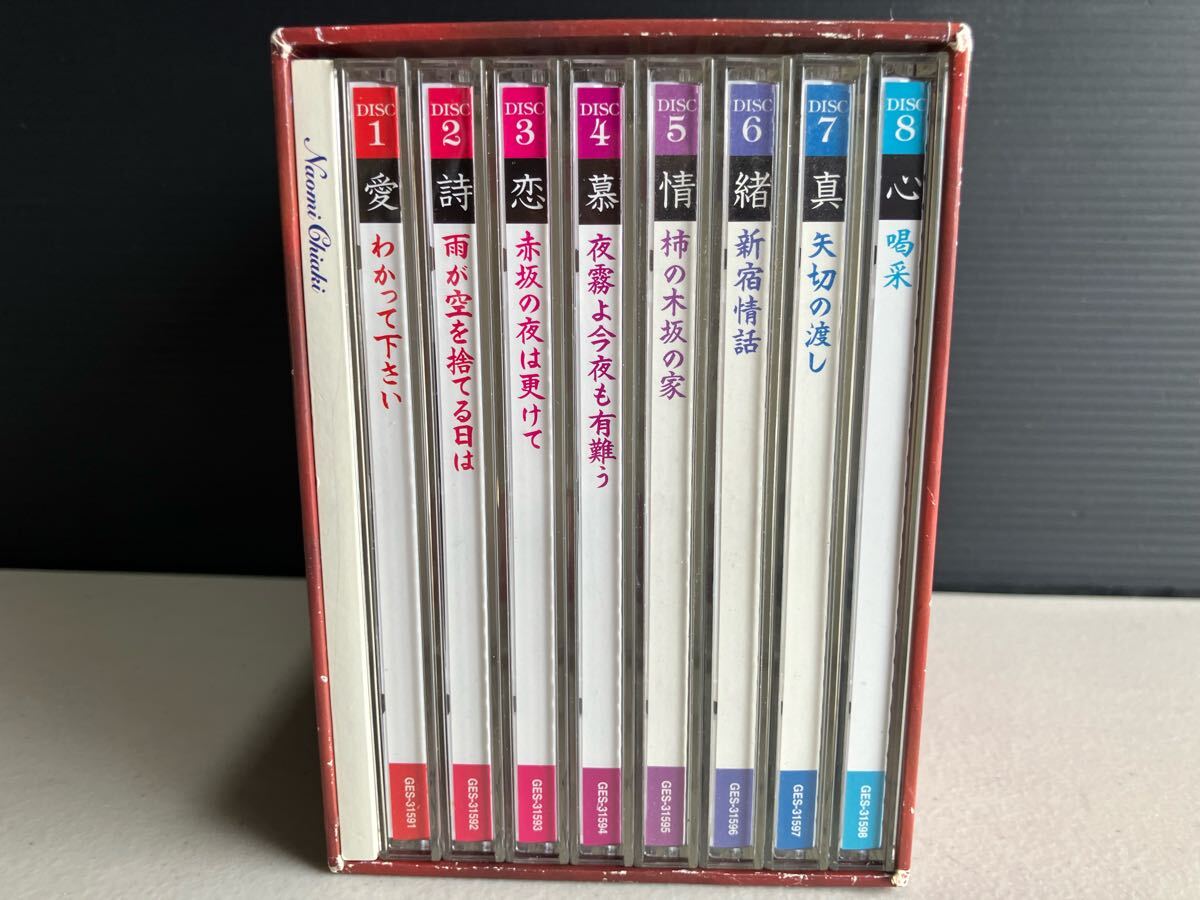 Naomi Chiaki
DISC
1
愛
わかって下さい
GES-31591
DISC
2
詩
雨が空を捨てる日は
GES-31592
DISC
3
恋
赤坂の夜は更けて
GES-31593
DISC
4
慕
夜霧よ今夜も有難う
GES-31594
DISC
5
情
柿の木坂の家
GES-31595
DISC
6
緒
新宿情話
GES-31596
DISC
7
真
矢切の渡し
GES-31597
DISC
8
心
喝采
GES-31598